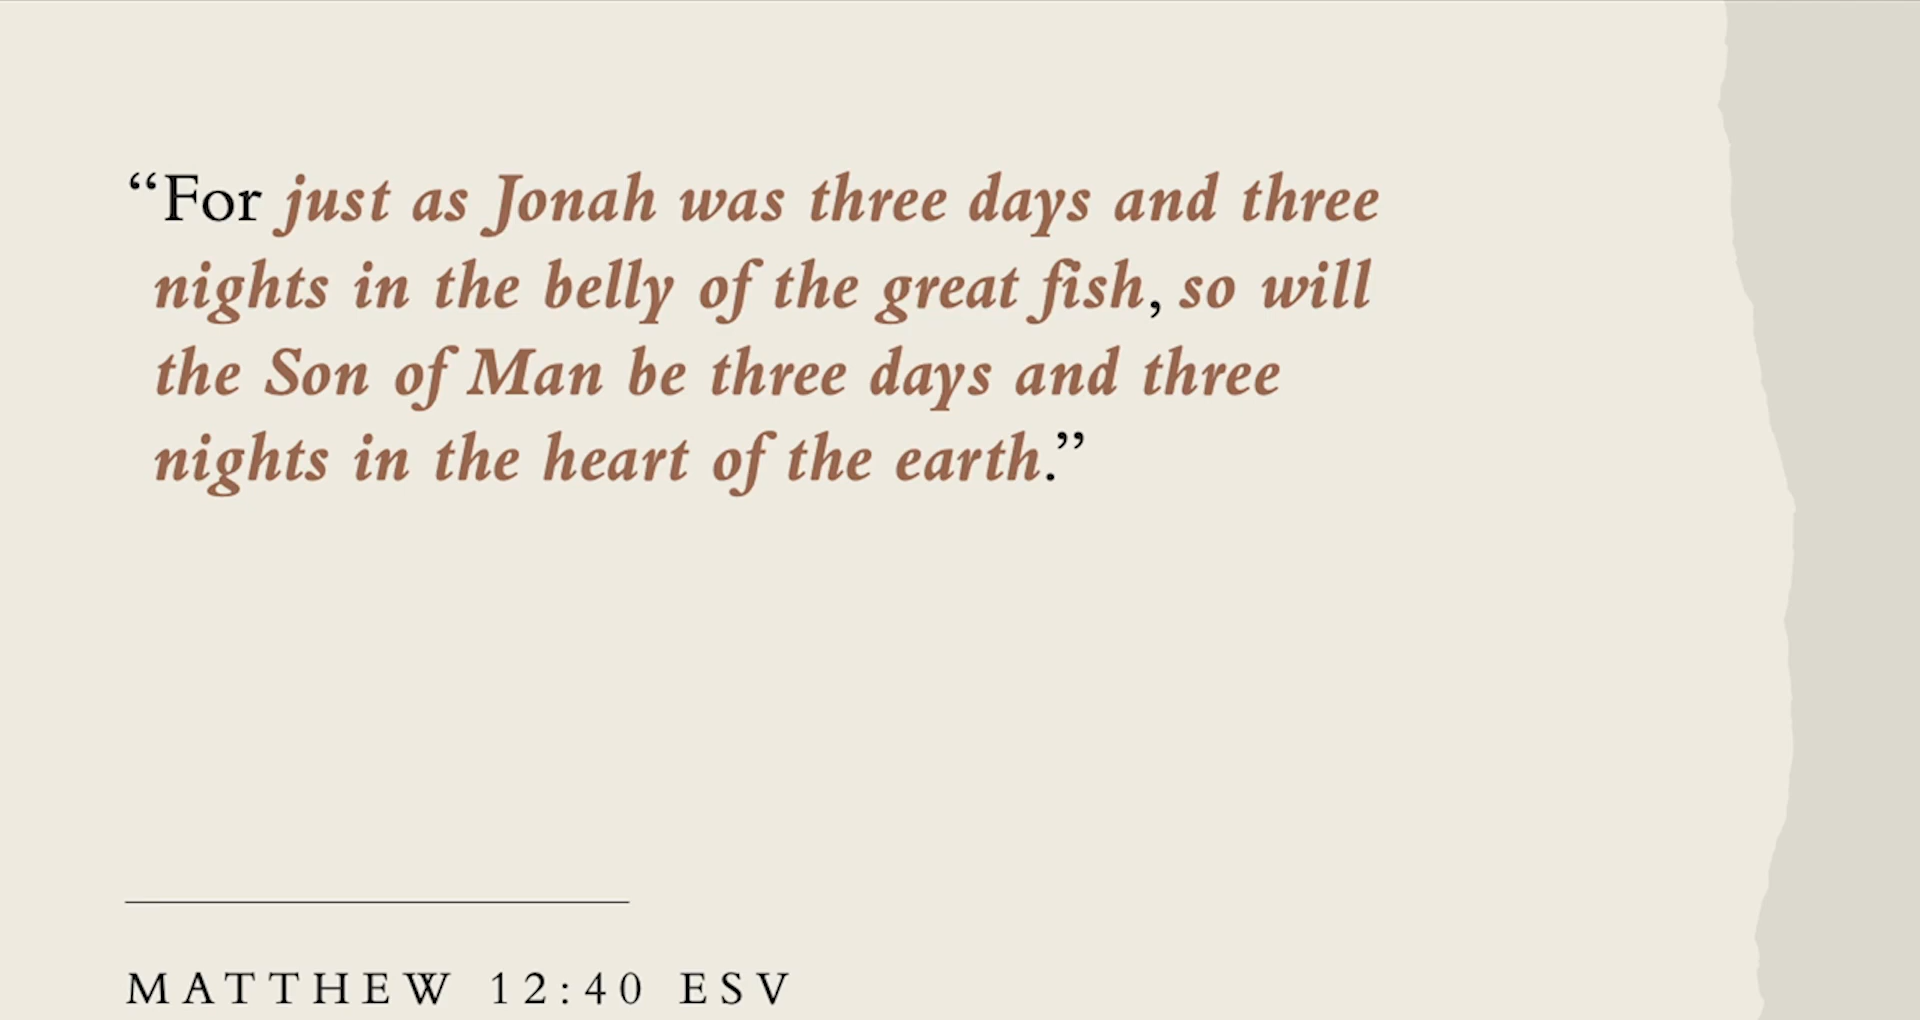 “For just as Jonah was three days and three
nights in the belly of the great fish, so will
the Son of Man be three days and three
nights in the heart of the earth.”
MATTHEW 12:40 ESV